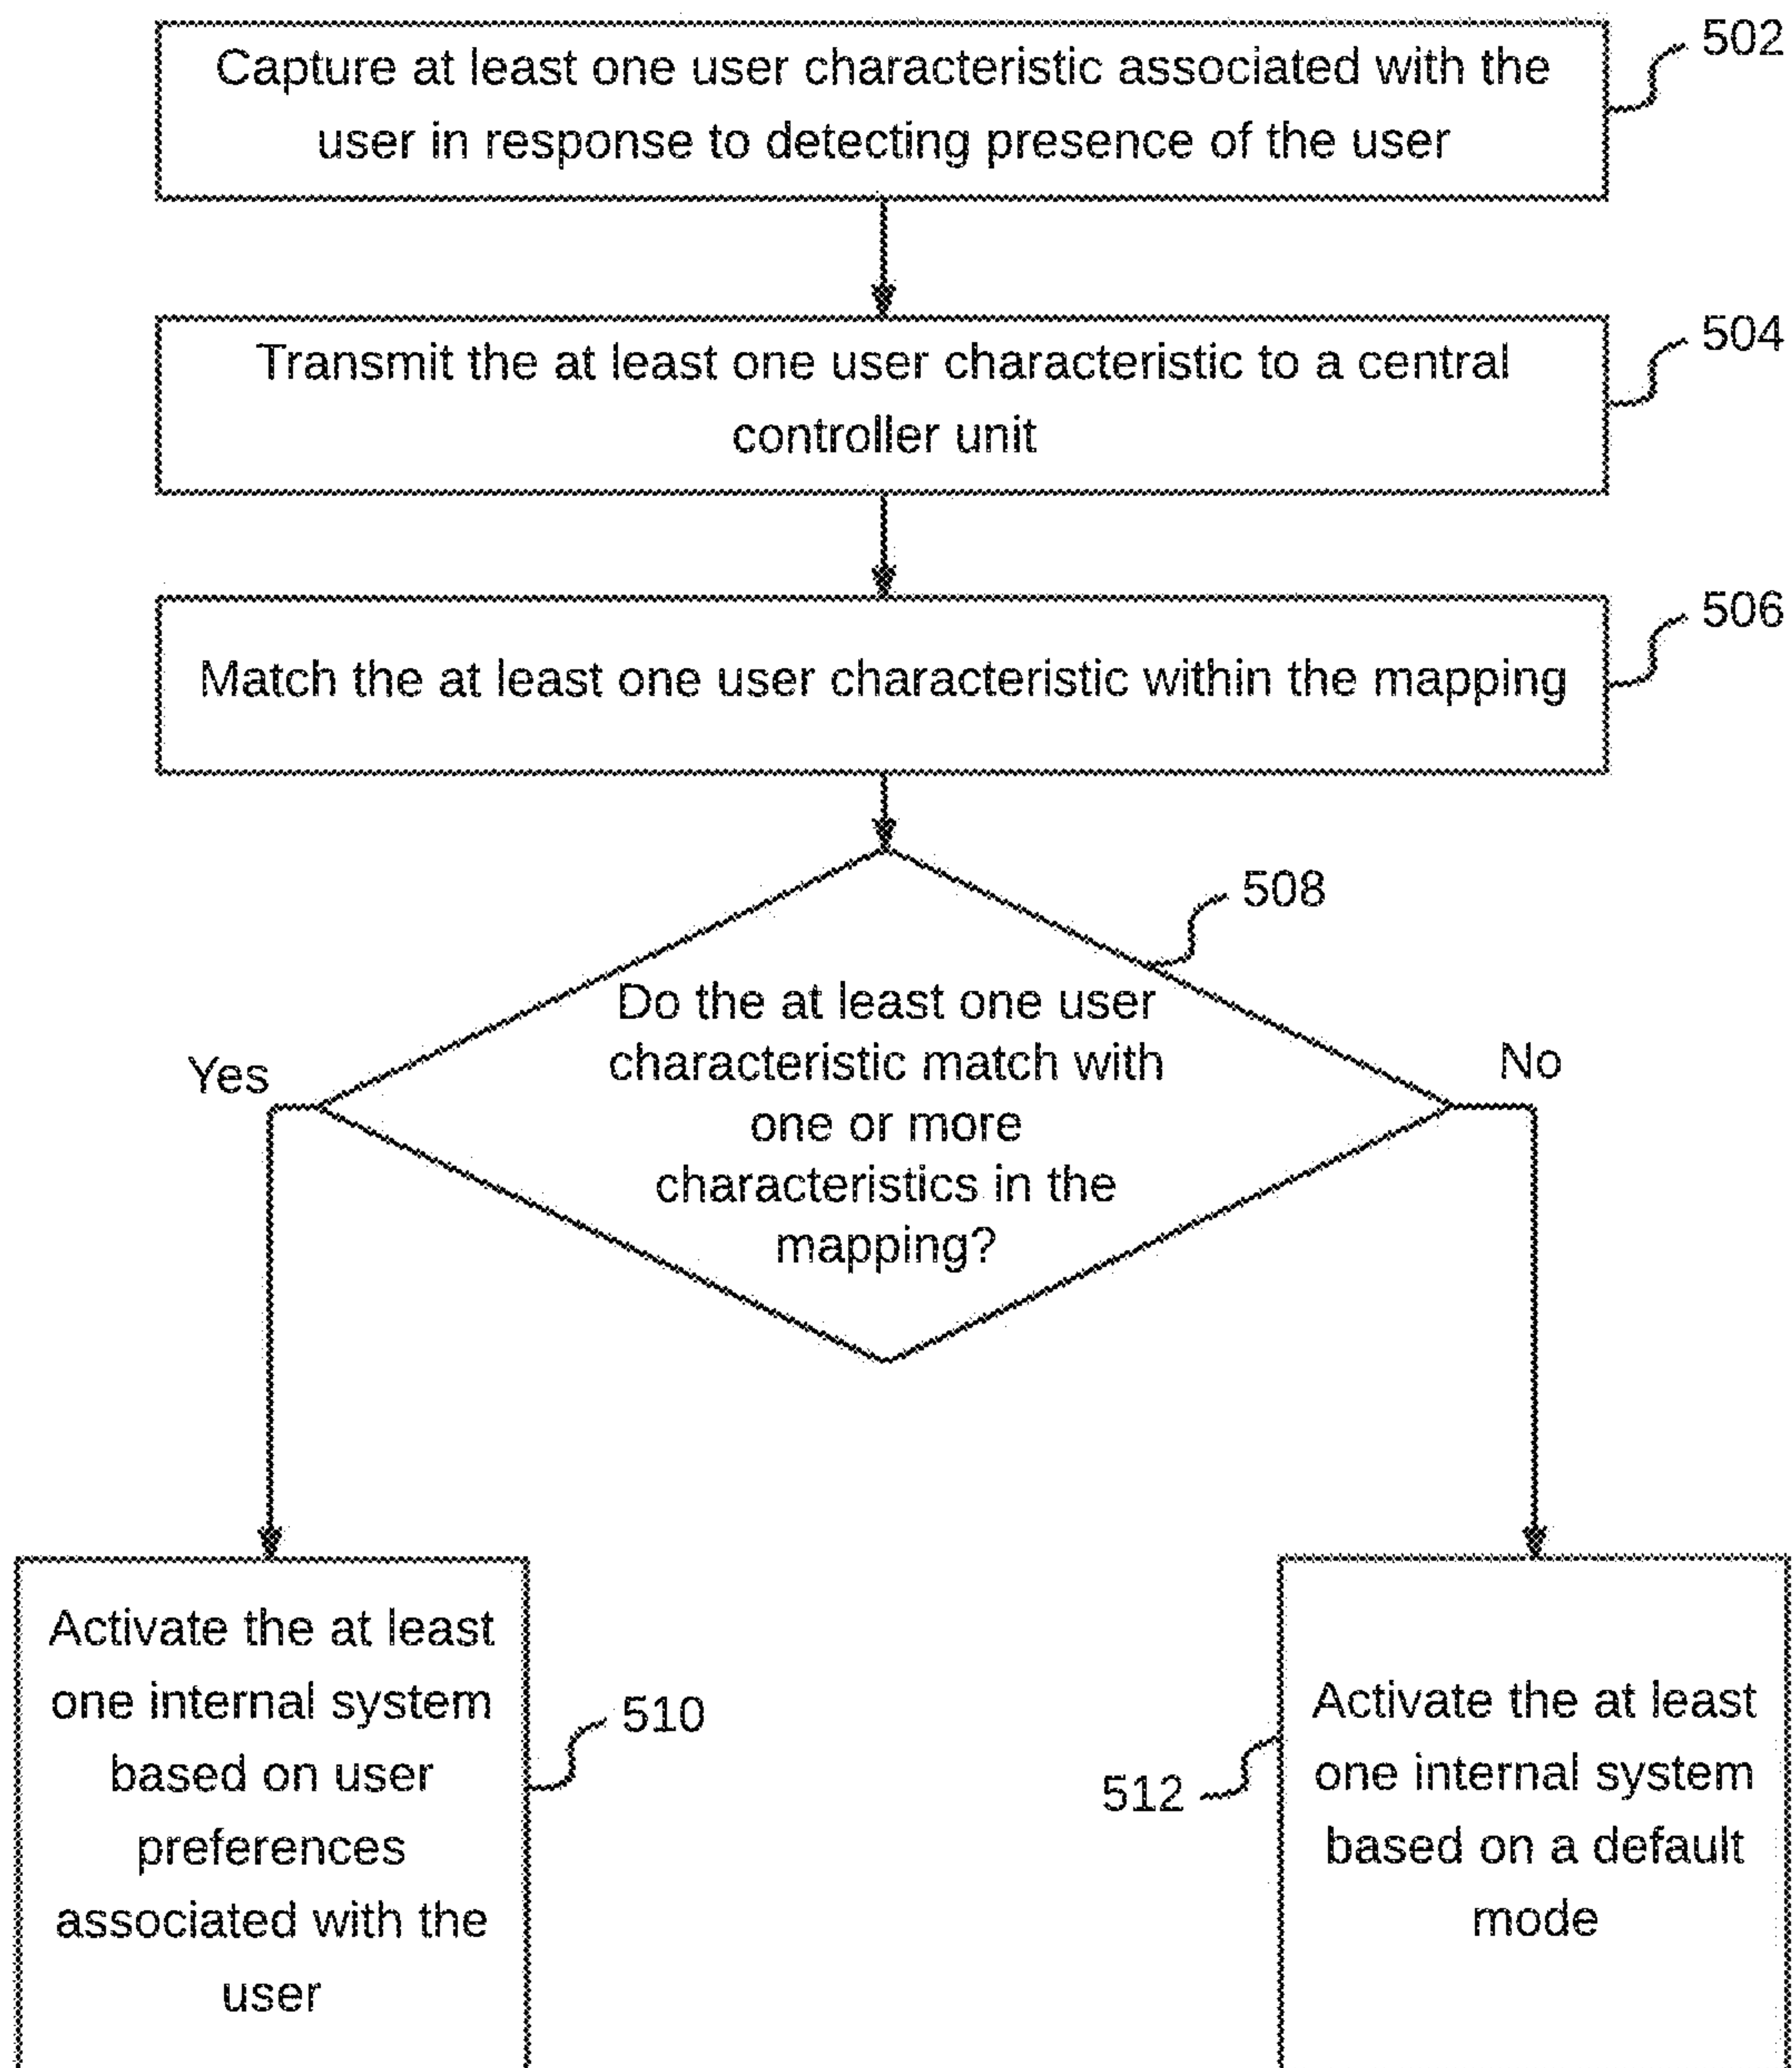 Capture at least one user characteristic associated with the
user in response to detecting presence of the user
502
Transmit the at least one user characteristic to a central
controller unit
504
Match the at least one user characteristic within the mapping
506
508
Do the at least one user
characteristic match with
one or more
characteristics in the
mapping?
Yes
No
Activate the at least
one internal system
based on user
preferences
associated with the
user
510
512
Activate the at least
one internal system
based on a default
mode